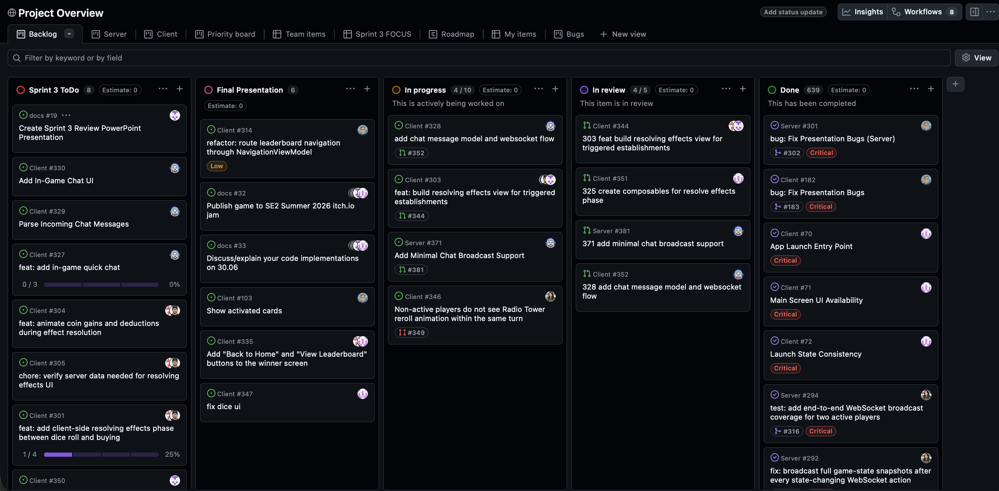 Project Overview
Add status update
Insights
Workflows 8
Backlog
Server
Client
Priority board
Team items
Sprint 3 FOCUS
Roadmap
My items
Bugs
New view
Filter by keyword or by field
View
Sprint 3 ToDo 8 Estimate: 0
docs #19
Create Sprint 3 Review PowerPoint
Presentation
Client #330
Add In-Game Chat UI
Client #329
Parse Incoming Chat Messages
Client #327
feat: add in-game quick chat
0 / 3 0%
Client #304
feat: animate coin gains and deductions
during effect resolution
Client #305
chore: verify server data needed for resolving
effects UI
Client #301
feat: add client-side resolving effects phase
between dice roll and buying
1 / 4 25%
Client #350
Final Presentation 6
Estimate: 0
Client #314
refactor: route leaderboard navigation
through NavigationViewModel
Low
docs #32
Publish game to SE2 Summer 2026 itch.io
jam
docs #33
Discuss/explain your code implementations
on 30.06
Client #103
Show activated cards
Client #335
Add "Back to Home" and "View Leaderboard"
buttons to the winner screen
Client #347
fix dice ui
In progress 4 / 10 Estimate: 0
This is actively being worked on
Client #328
add chat message model and websocket flow
#352
Client #303
feat: build resolving effects view for triggered
establishments
#344
Server #371
Add Minimal Chat Broadcast Support
#381
Client #346
Non-active players do not see Radio Tower
reroll animation within the same turn
#349
In review 4 / 5 Estimate: 0
This item is in review
Client #344
303 feat build resolving effects view for
triggered establishments
Client #351
325 create composables for resolve effects
phase
Server #381
371 add minimal chat broadcast support
Client #352
328 add chat message model and websocket
flow
Done 639 Estimate: 0
This has been completed
Server #301
bug: Fix Presentation Bugs (Server)
#302 Critical
Client #182
bug: Fix Presentation Bugs
#183 Critical
Client #70
App Launch Entry Point
Critical
Client #71
Main Screen UI Availability
Critical
Client #72
Launch State Consistency
Critical
Server #294
test: add end-to-end WebSocket broadcast
coverage for two active players
#316 Critical
Server #292
fix: broadcast full game-state snapshots after
every state-changing WebSocket action